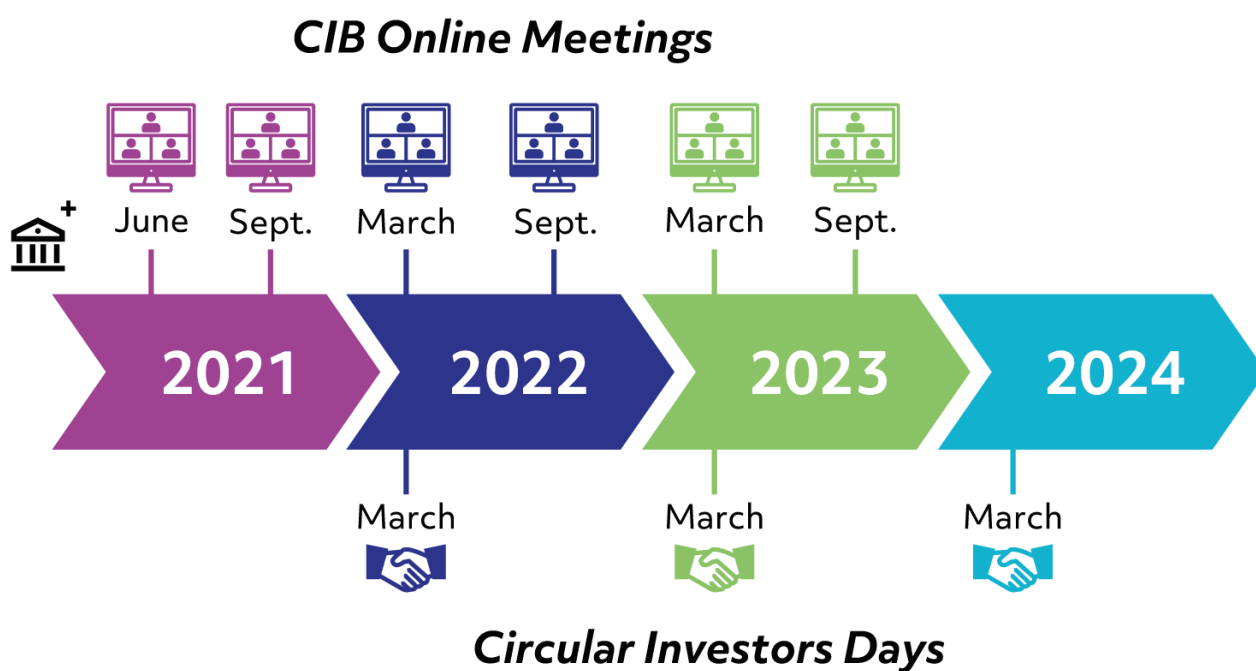 CIB Online Meetings
June Sept. March Sept. March Sept.
2021 2022 2023 2024
March March March
Circular Investors Days